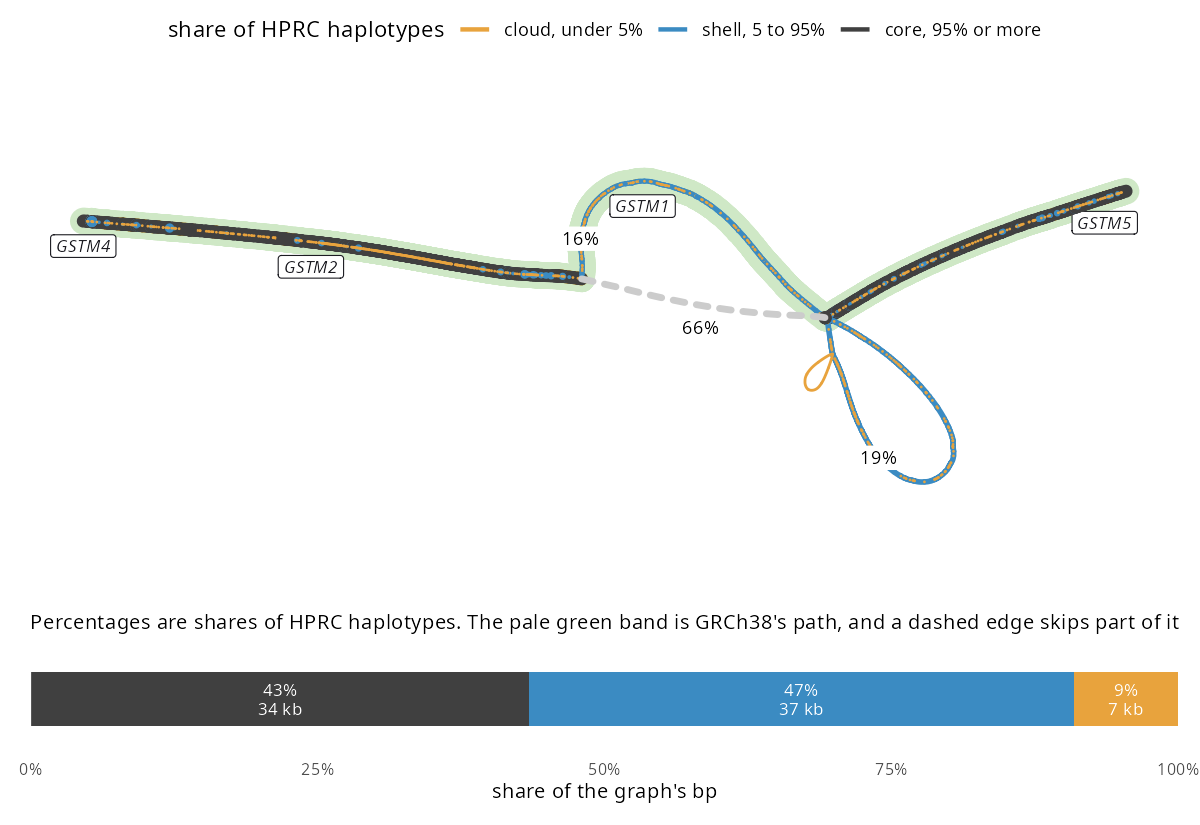 share of HPRC haplotypes cloud, under 5% shell, 5 to 95% core, 95% or more
GSTM1
GSTM5
16%
GSTM4
GSTM2
66%
19%
Percentages are shares of HPRC haplotypes. The pale green band is GRCh38's path, and a dashed edge skips part of it
43% 47% 9%
34 kb 37 kb 7 kb
0% 25% 50% 75% 100%
share of the graph's bp